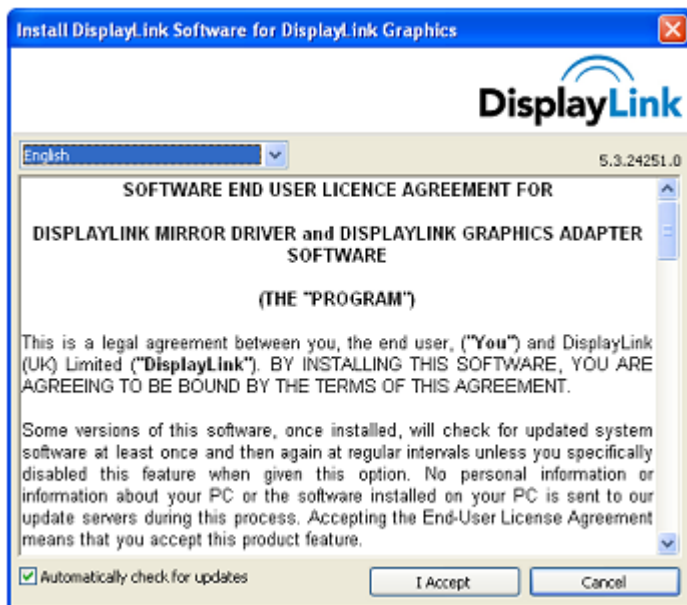 Install DisplayLink Software for DisplayLink Graphics
DisplayLink
English
5.3.24251.0
SOFTWARE END USER LICENCE AGREEMENT FOR
DISPLAYLINK MIRROR DRIVER and DISPLAYLINK GRAPHICS ADAPTER
SOFTWARE
(THE "PROGRAM")
This is a legal agreement between you, the end user, ("You") and DisplayLink
(UK) Limited ("DisplayLink"). BY INSTALLING THIS SOFTWARE, YOU ARE
AGREEING TO BE BOUND BY THE TERMS OF THIS AGREEMENT.
Some versions of this software, once installed, will check for updated system
software at least once and then again at regular intervals unless you specifically
disabled this feature when given this option. No personal information or
information about your PC or the software installed on your PC is sent to our
update servers during this process. Accepting the End-User License Agreement
means that you accept this product feature.
Automatically check for updates
I Accept
Cancel